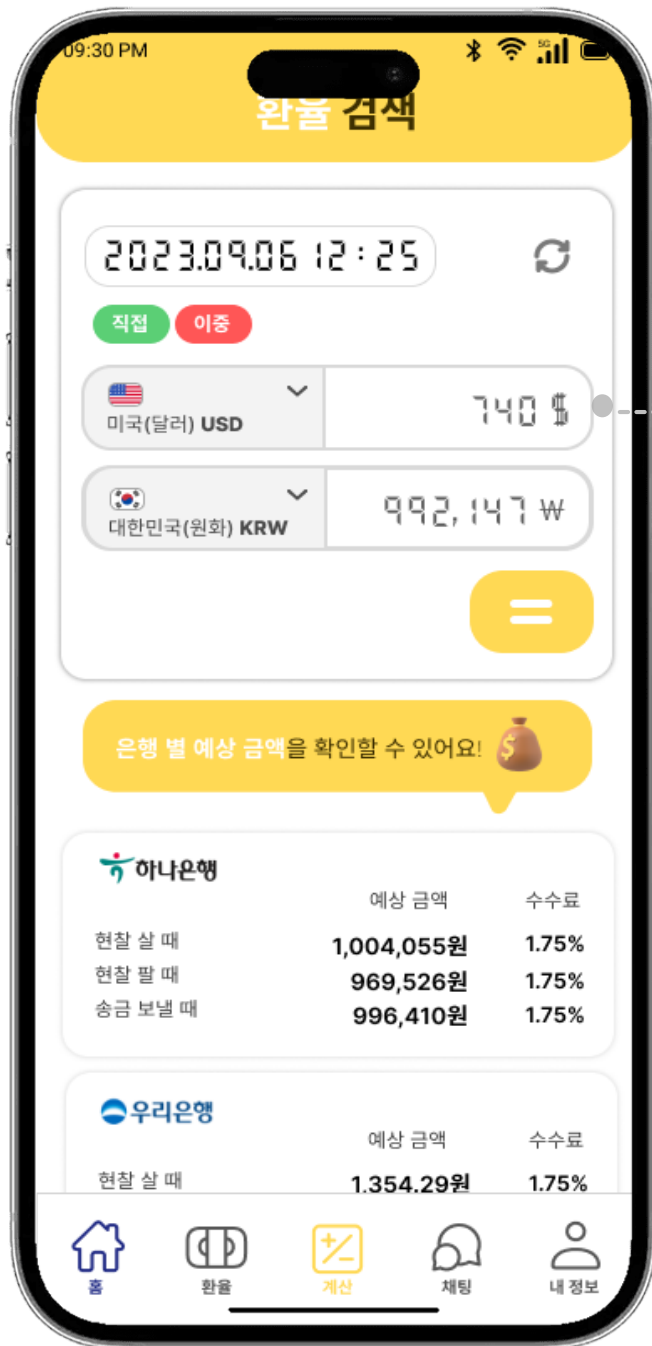 09:30 PM
5G
환율 검색
2023.09.06 12:25
직접 이중
미국(달러) USD
740 $
대한민국(원화) KRW
992,147 ₩
=
은행 별 예상 금액을 확인할 수 있어요!
$
하나은행
예상 금액 수수료
현찰 살 때 1,004,055원 1.75%
현찰 팔 때 969,526원 1.75%
송금 보낼 때 996,410원 1.75%
우리은행
예상 금액 수수료
현찰 살 때 1,354.29원 1.75%
홈 환율 계산 채팅 내 정보